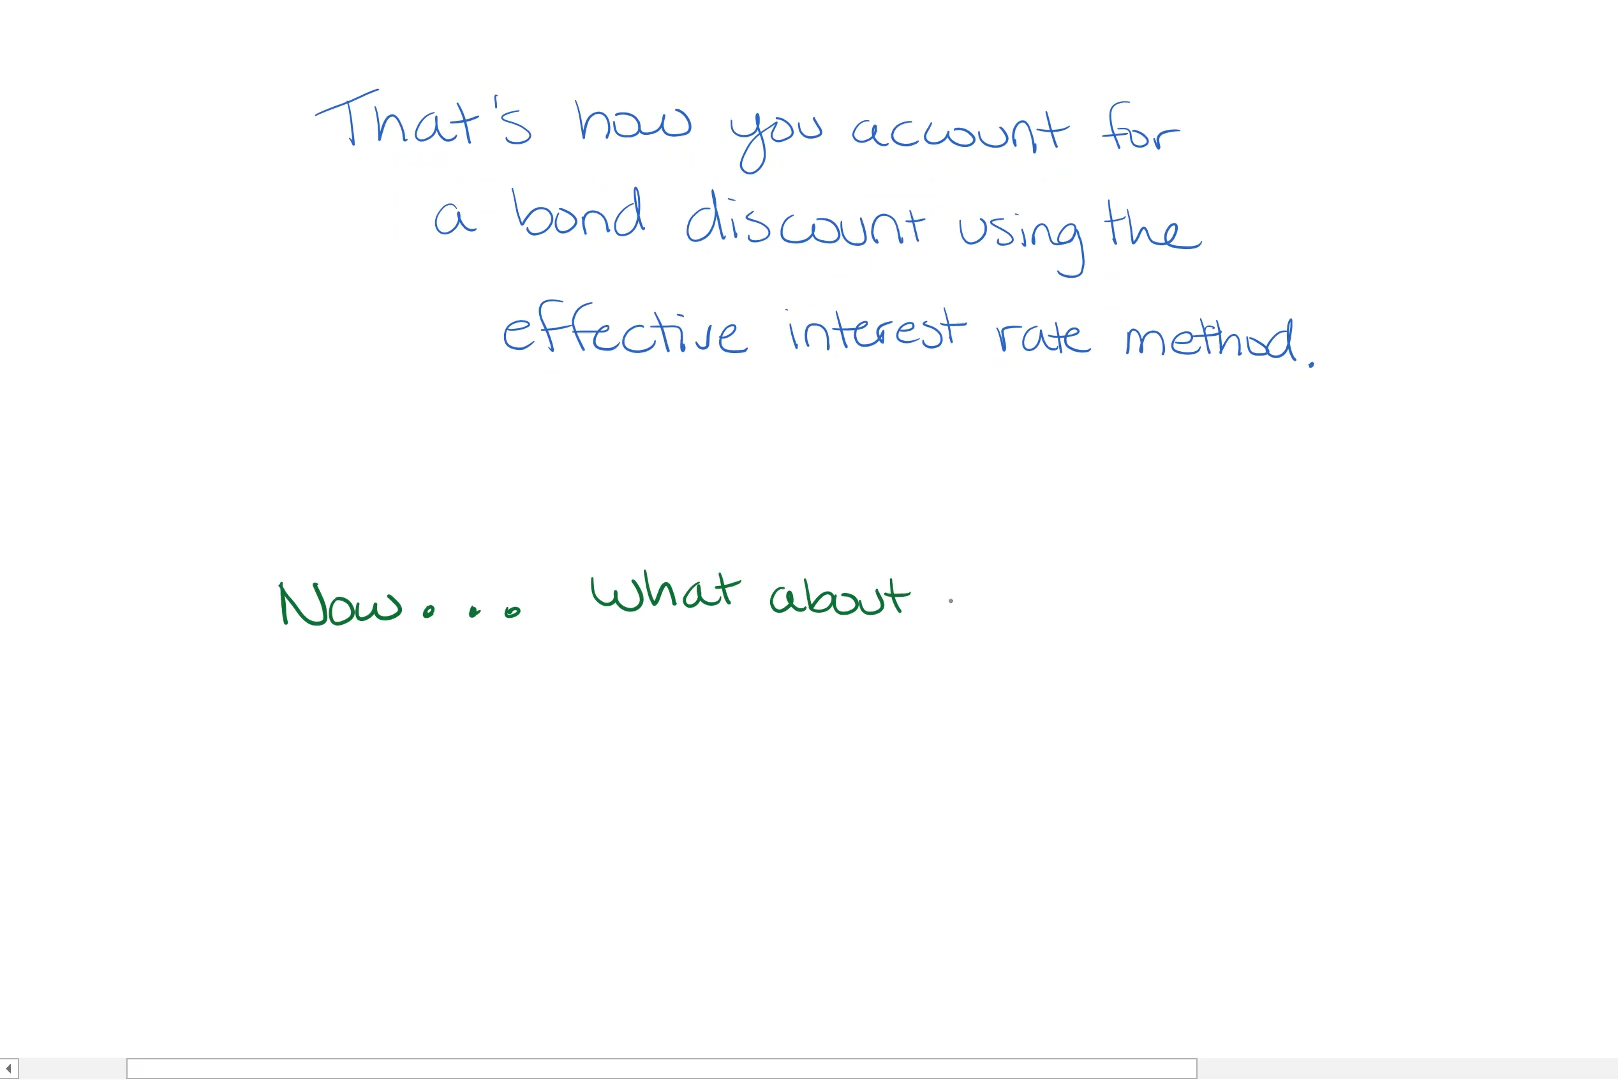 That's how you account for
a bond discount using the
effective interest rate method.
Now... What about